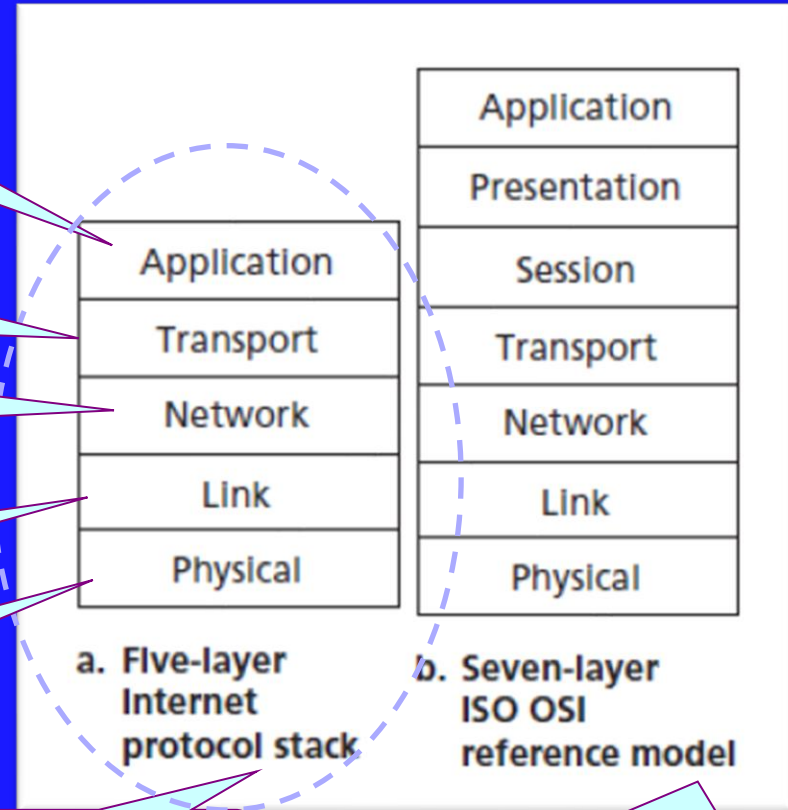 Application
Transport
Network
Link
Physical
a. Five-layer
Internet
protocol stack
Application
Presentation
Session
Transport
Network
Link
Physical
b. Seven-layer
ISO OSI
reference model